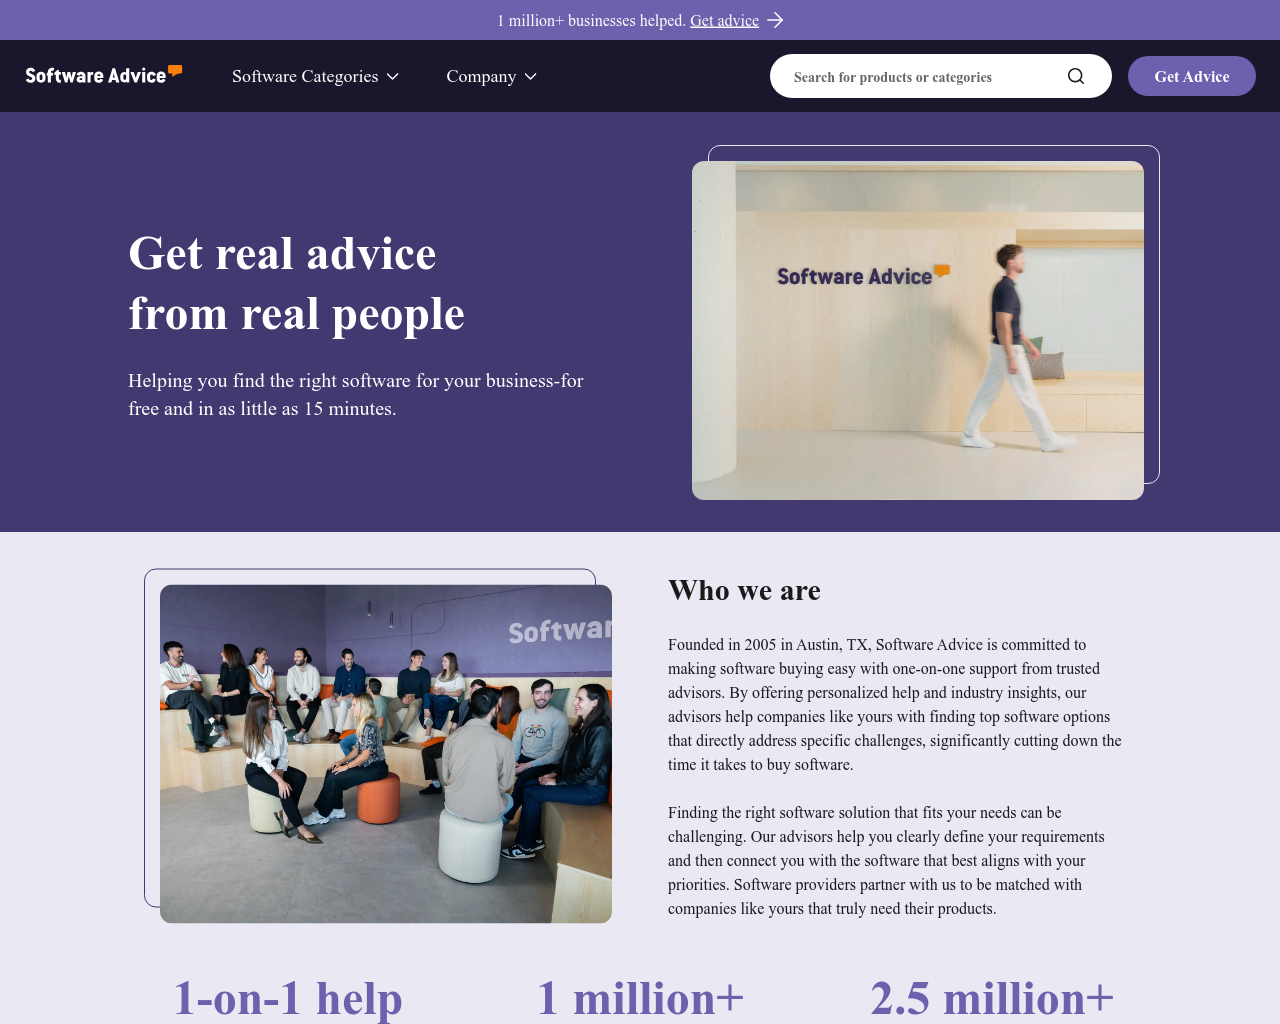 1 million+ businesses helped. Get advice
Software Advice
Software Categories
Company
Search for products or categories
Get Advice
Get real advice
from real people
Helping you find the right software for your business-for
free and in as little as 15 minutes.
Software Advice
Softwar
Who we are
Founded in 2005 in Austin, TX, Software Advice is committed to
making software buying easy with one-on-one support from trusted
advisors. By offering personalized help and industry insights, our
advisors help companies like yours with finding top software options
that directly address specific challenges, significantly cutting down the
time it takes to buy software.
Finding the right software solution that fits your needs can be
challenging. Our advisors help you clearly define your requirements
and then connect you with the software that best aligns with your
priorities. Software providers partner with us to be matched with
companies like yours that truly need their products.
1-on-1 help
1 million+
2.5 million+